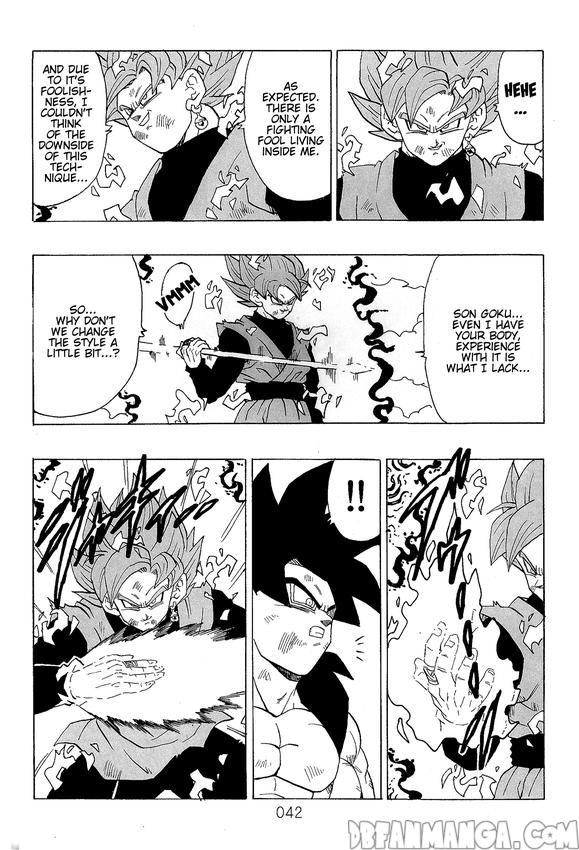 HEHE
...
AS
EXPECTED.
THERE IS
ONLY A
FIGHTING
FOOL LIVING
INSIDE ME.
AND DUE
TO IT'S
FOOLISH-
NESS, I
COULDN'T
THINK
OF THE
DOWNSIDE
OF THIS
TECH-
NIQUE...
SON GOKU...
EVEN I HAVE
YOUR BODY,
EXPERIENCE
WITH IT IS
WHAT I LACK...
VMMM
SO...
WHY DON'T
WE CHANGE
THE STYLE A
LITTLE BIT...?
!!
042
DBFANMANGA.COM